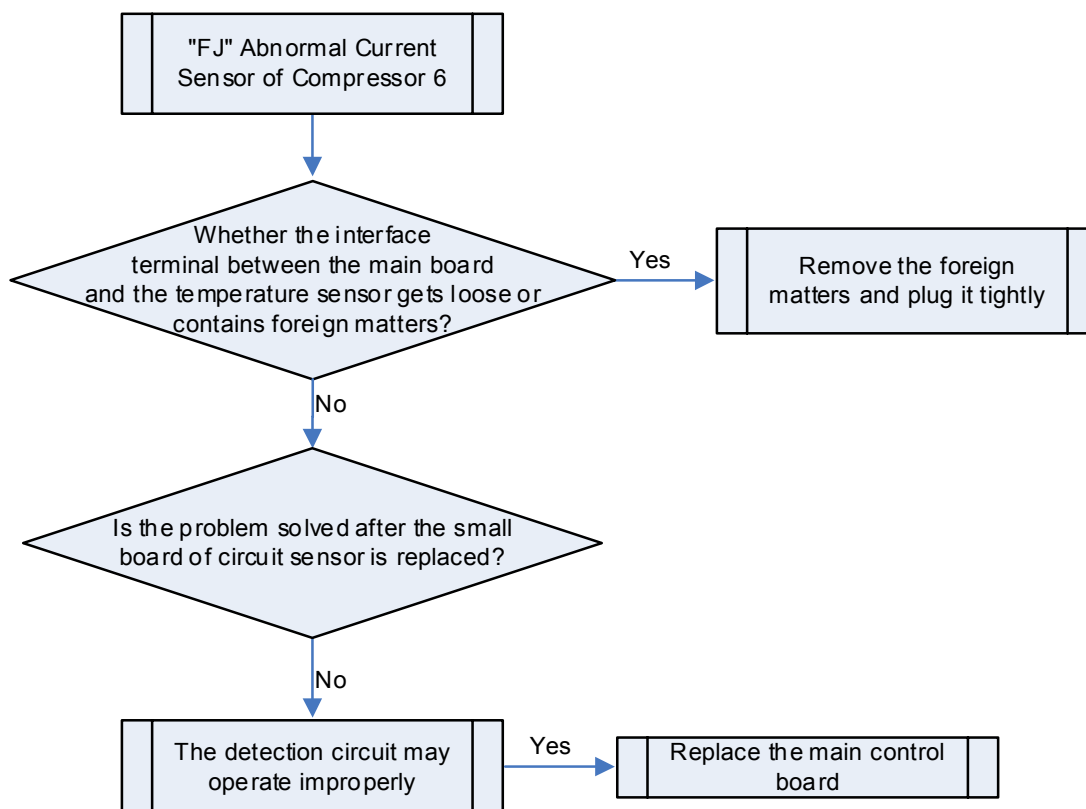 "FJ" Abnormal Current
Sensor of Compressor 6
Whether the interface
terminal between the main board
and the temperature sensor gets loose or
contains foreign matters?
Yes
Remove the foreign
matters and plug it tightly
No
Is the problem solved after the small
board of circuit sensor is replaced?
No
The detection circuit may
operate improperly
Yes
Replace the main control
board